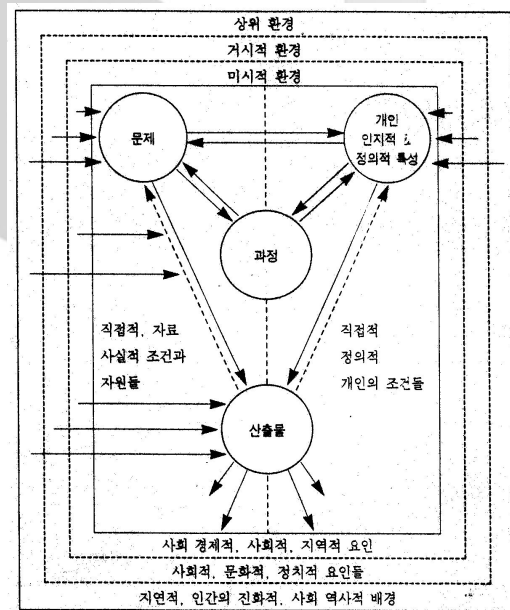 상위 환경
거시적 환경
미시적 환경
문제
개인
인지적 및
정의적 특성
과정
직접적, 자료
사실적 조건과
자원들
직접적
정의적
개인의 조건들
산출물
사회 경제적, 사회적, 지역적 요인
사회적, 문화적, 정치적 요인들
지연적, 인간의 진화적, 사회 역사적 배경